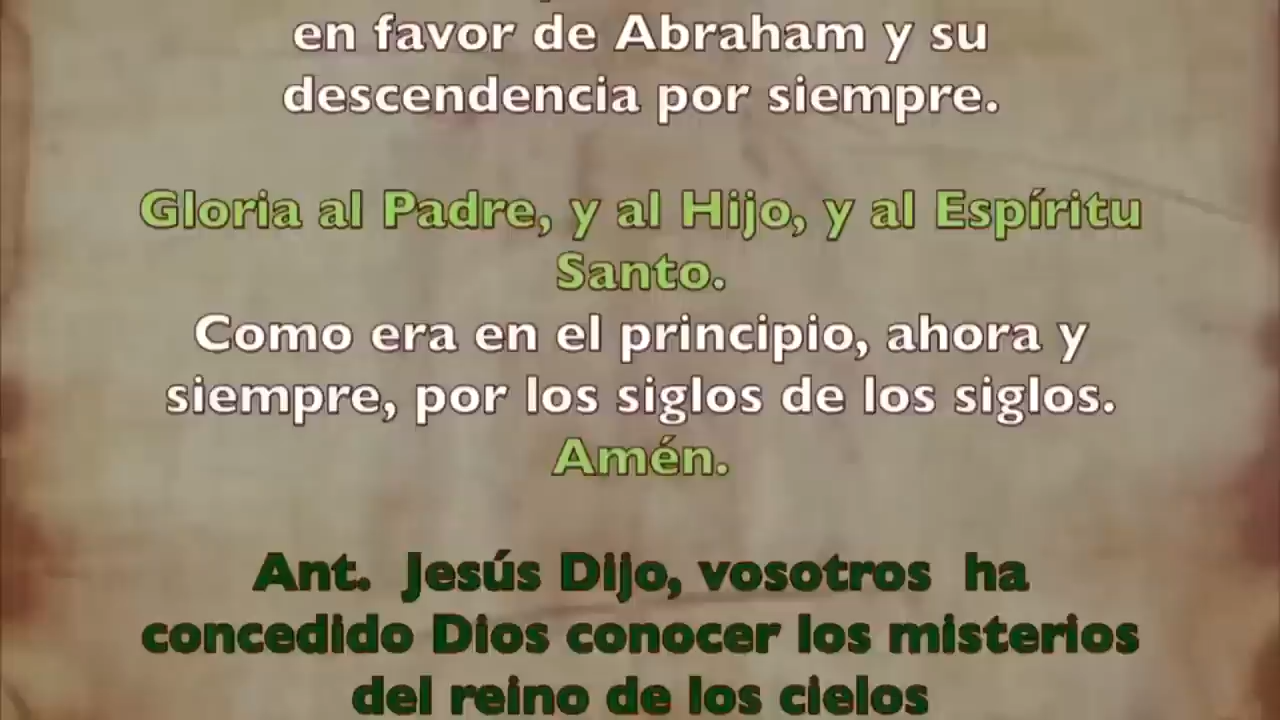 en favor de Abraham y su
descendencia por siempre.
Gloria al Padre, y al Hijo, y al Espíritu
Santo.
Como era en el principio, ahora y
siempre, por los siglos de los siglos.
Amén.
Ant.  Jesús Dijo, vosotros  ha
concedido Dios conocer los misterios
del reino de los cielos